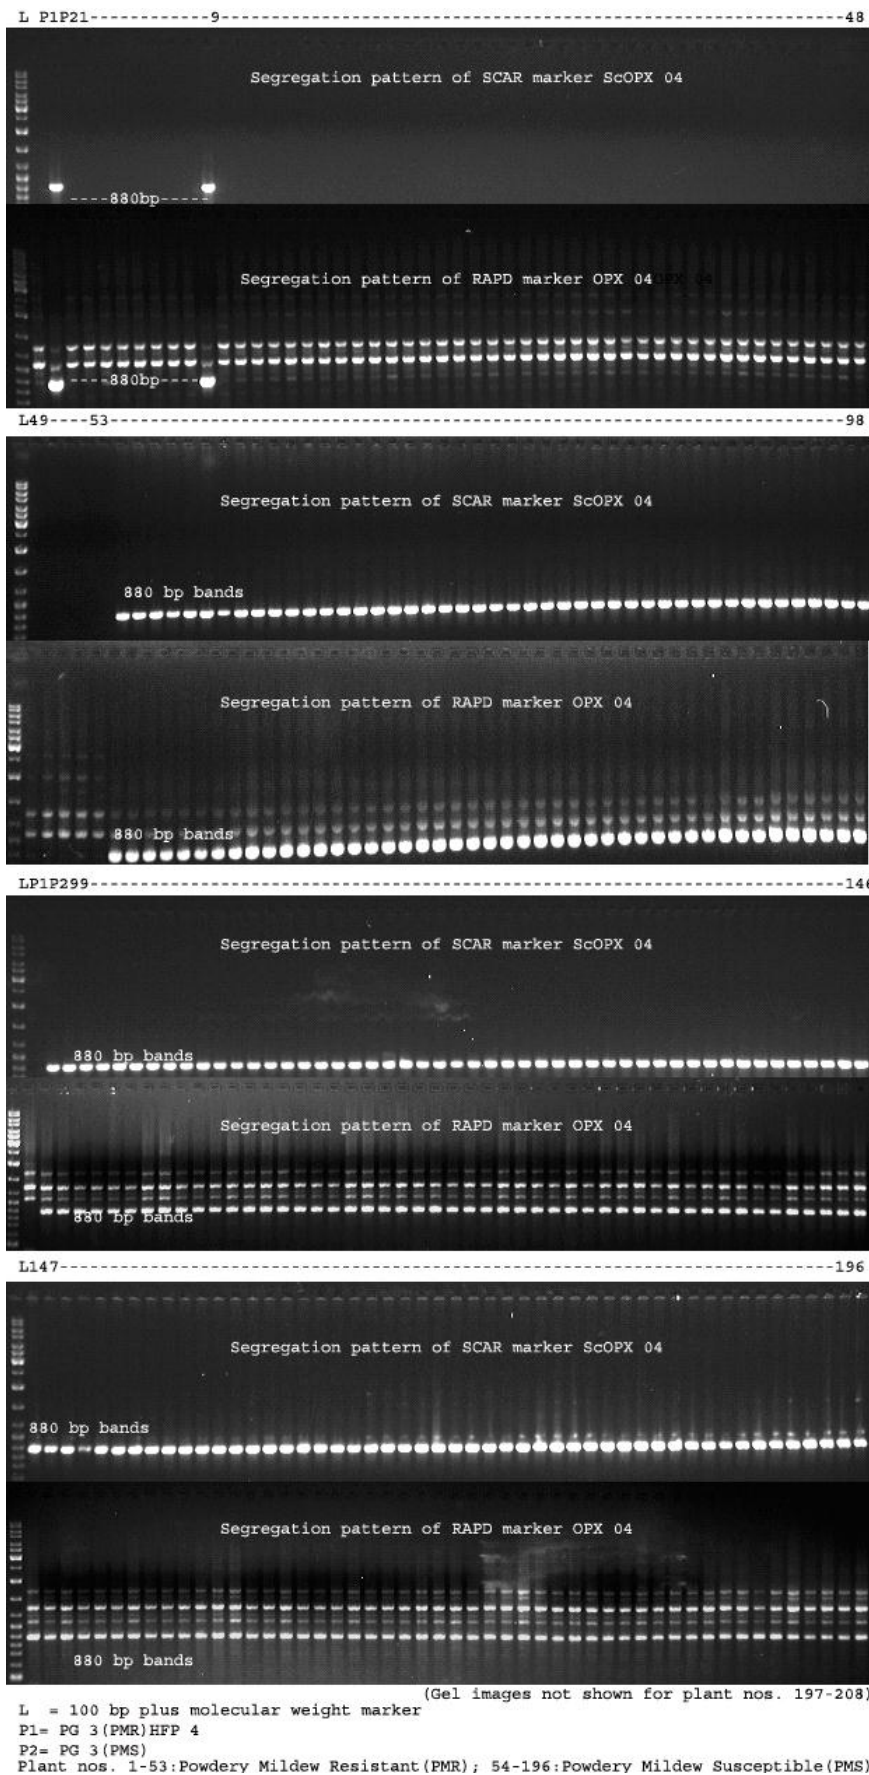 L P1P21------------9------------------------------------------------------------48
Segregation pattern of SCAR marker ScOPX 04
----880bp-----
Segregation pattern of RAPD marker OPX 04 OPX 04
----880bp----
L49----53-----------------------------------------------------------------------98
Segregation pattern of SCAR marker ScOPX 04
880 bp bands
Segregation pattern of RAPD marker OPX 04
880 bp bands
LP1P299-------------------------------------------------------------------------146
Segregation pattern of SCAR marker ScOPX 04
880 bp bands
Segregation pattern of RAPD marker OPX 04
880 bp bands
L147--------------------------------------------------------------------------196
Segregation pattern of SCAR marker ScOPX 04
880 bp bands
Segregation pattern of RAPD marker OPX 04
880 bp bands
(Gel images not shown for plant nos. 197-208)
L = 100 bp plus molecular weight marker
P1= PG 3(PMR)HFP 4
P2= PG 3(PMS)
Plant nos. 1-53:Powdery Mildew Resistant(PMR); 54-196:Powdery Mildew Susceptible(PMS)